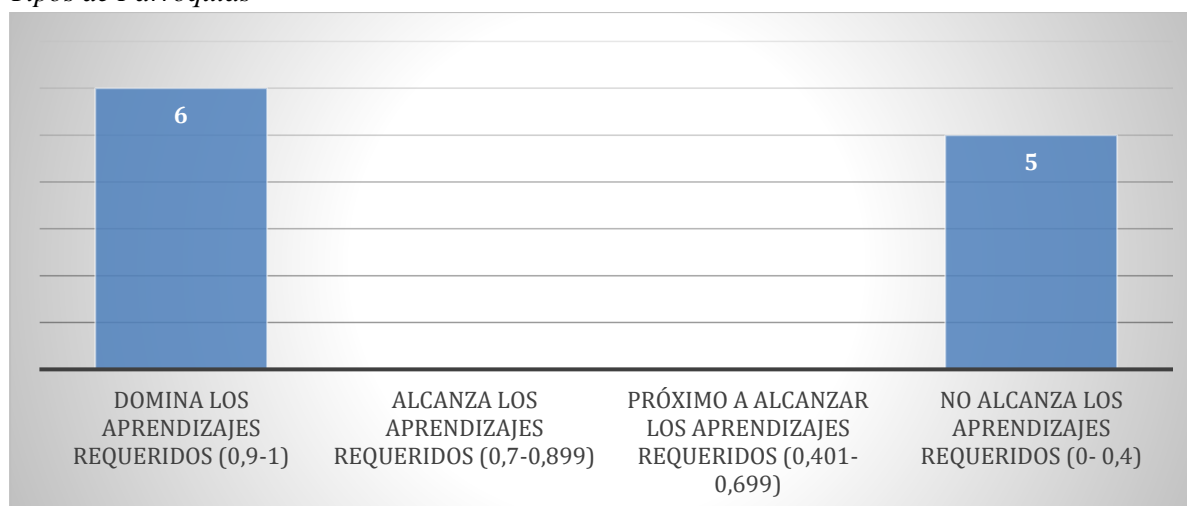 Tipos de Parroquias
6
5
DOMINA LOS
APRENDIZAJES
REQUERIDOS (0,9-1)
ALCANZA LOS
APRENDIZAJES
REQUERIDOS (0,7-0,899)
PRÓXIMO A ALCANZAR
LOS APRENDIZAJES
REQUERIDOS (0,401-
0,699)
NO ALCANZA LOS
APRENDIZAJES
REQUERIDOS (0- 0,4)